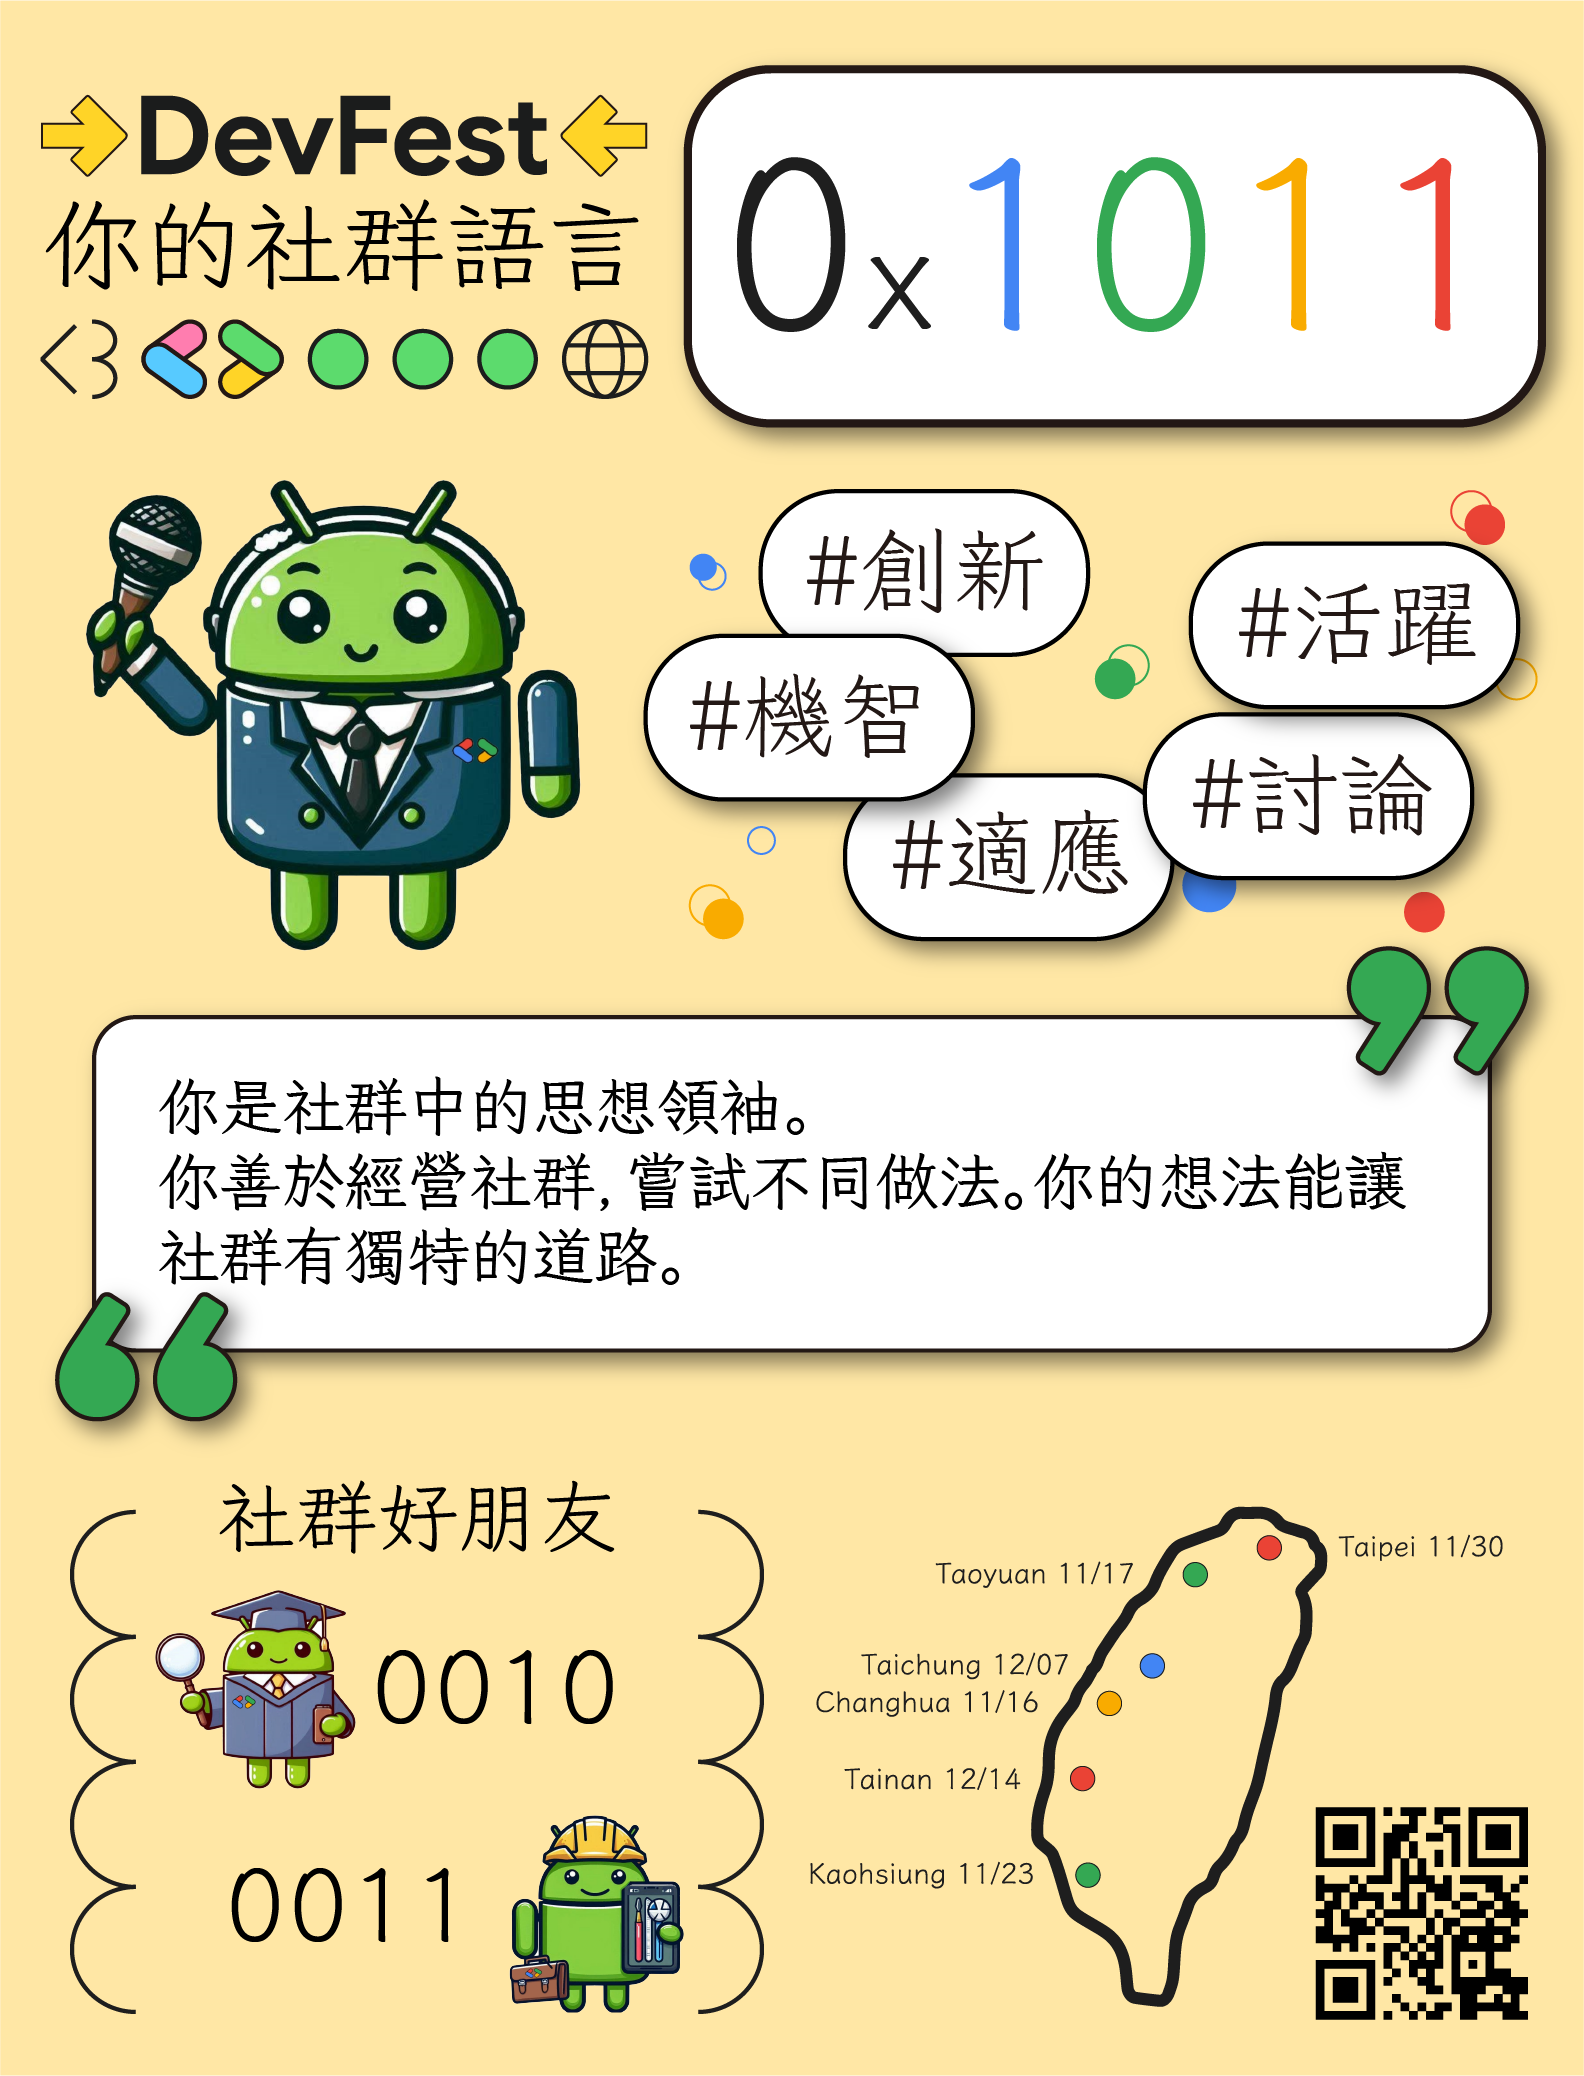 DevFest
你的社群語言
0x1011
#創新
#活躍
#機智
#討論
#適應
你是社群中的思想領袖。
你善於經營社群，嘗試不同做法。你的想法能讓
社群有獨特的道路。
社群好朋友
0010
0011
Taipei 11/30
Taoyuan 11/17
Taichung 12/07
Changhua 11/16
Tainan 12/14
Kaohsiung 11/23